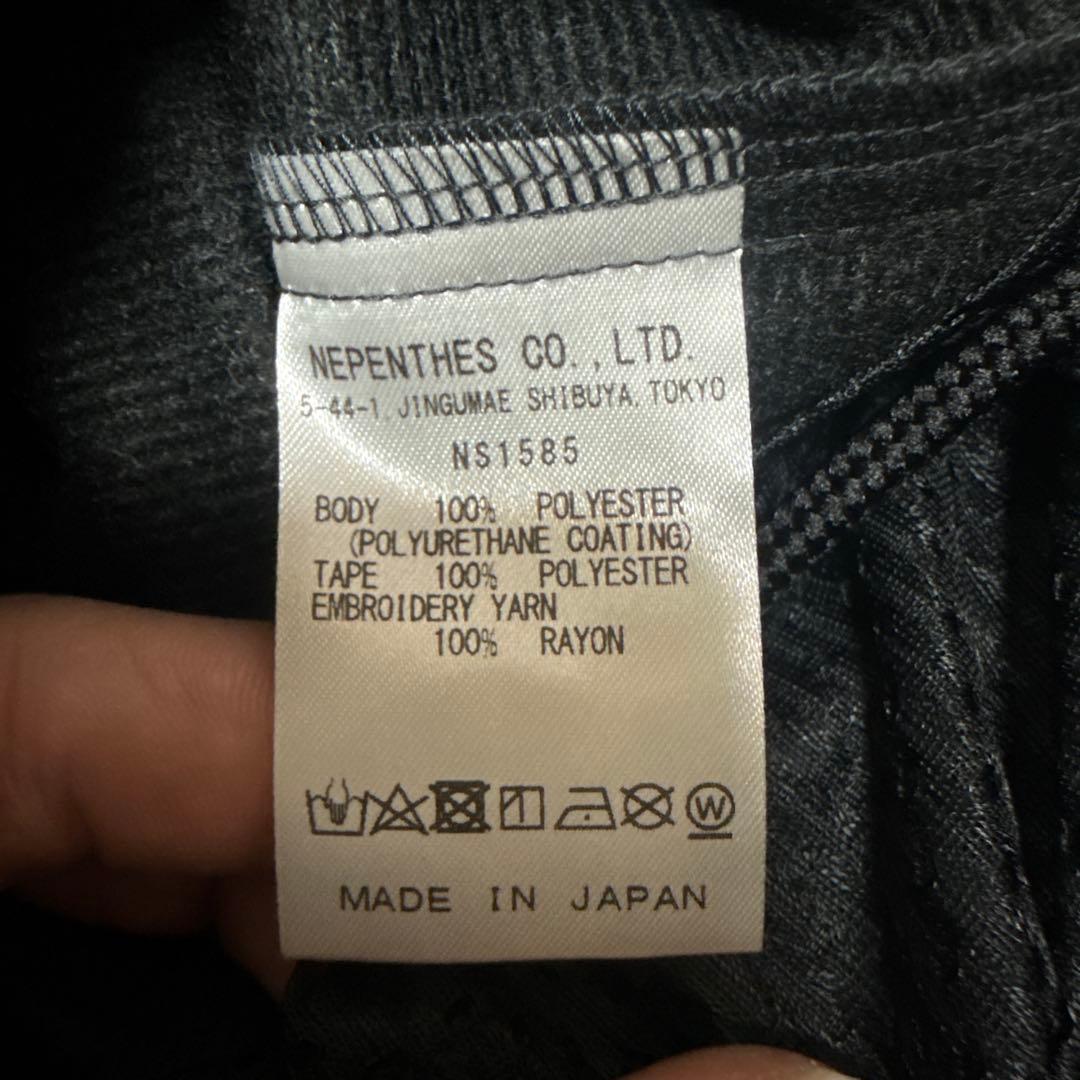 NEPENTHES CO.,LTD.
5-44-1, JINGUMAE SHIBUYA, TOKYO
NS1585
BODY 100% POLYESTER
(POLYURETHANE COATING)
TAPE 100% POLYESTER
EMBROIDERY YARN
100% RAYON
W
MADE IN JAPAN